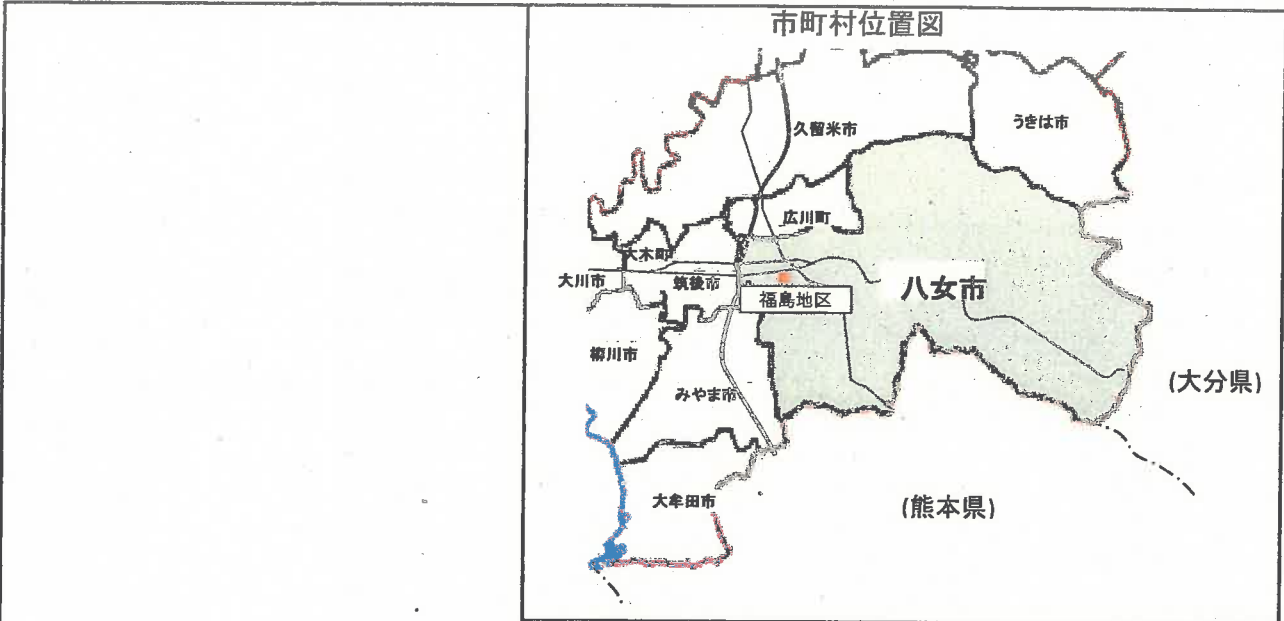 市町村位置図
久留米市
うきは市
広川町
大木町
大川市
筑後市
八女市
福島地区
柳川市
(大分県)
みやま市
大牟田市
(熊本県)